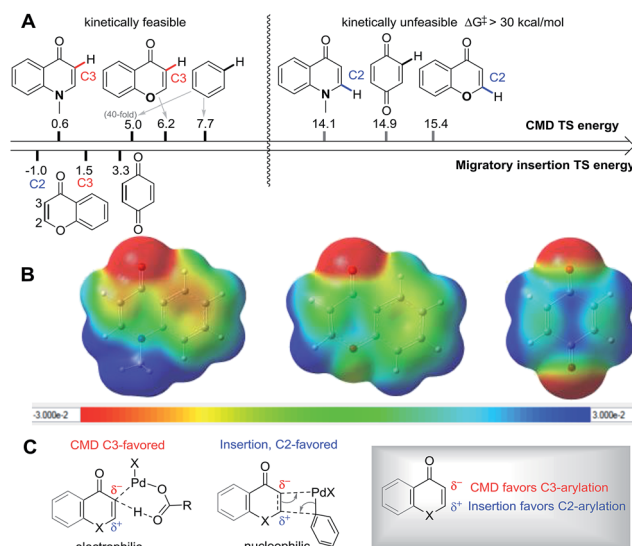 A
kinetically feasible
kinetically unfeasible ΔG‡ > 30 kcal/mol
O
H
C3
N
O
H
C3
O
H
O
N
H
C2
O
H
O
O
O
H
C2
(40-fold)
0.6
5.0
6.2
7.7
14.1
14.9
15.4
CMD TS energy
Migratory insertion TS energy
-1.0
1.5
3.3
C2
C3
O
3
2
O
O
O
B
-3.000e-2
3.000e-2
C
CMD C3-favored
Insertion, C2-favored
X
O
δ−
Pd
O
H
O
R
δ+
X
O
δ−
PdX
δ+
X
O
X
δ− CMD favors C3-arylation
δ+ Insertion favors C2-arylation